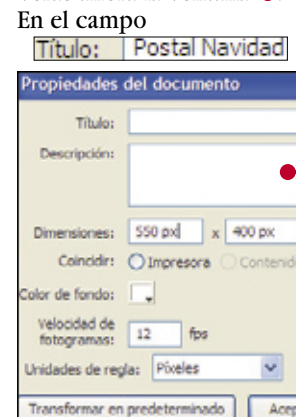 En el campo
Título: Postal Navidad
Propiedades del documento
Título:
Descripción:
Dimensiones: 550 px x 400 px
Coincidir: Impresora Contenido
Color de fondo:
Velocidad de fotogramas: 12 fps
Unidades de regla: Píxeles
Transformar en predeterminado